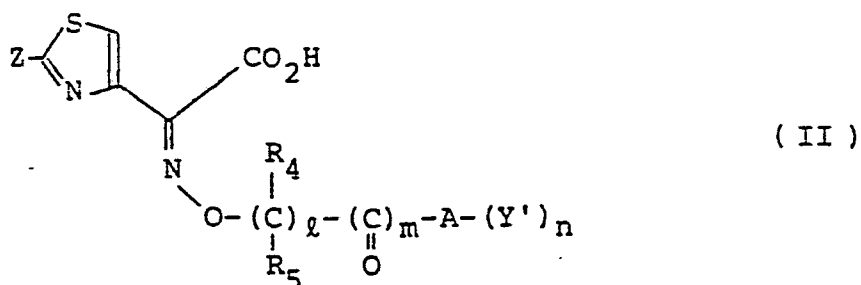 S
Z
N
CO₂H
( II )
N
R₄
O-(C)ℓ-(C)m-A-(Y')n
R₅ O